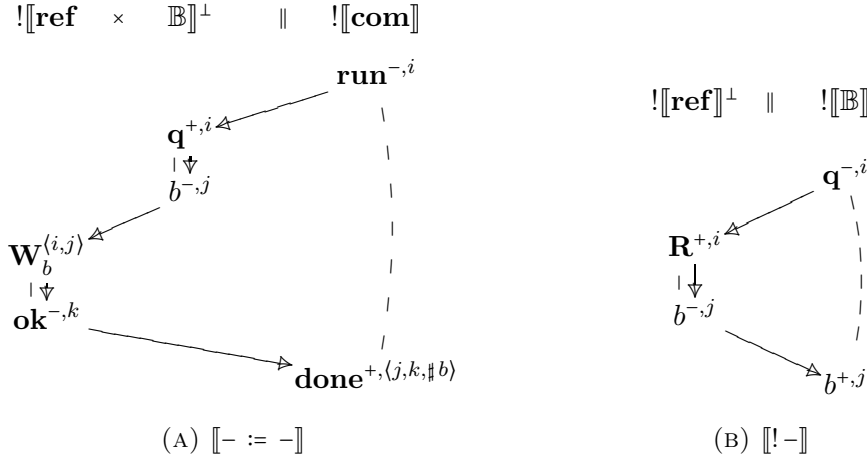 !⟦ref × 𝔹⟧^⊥ ∥ !⟦com⟧
run^{-,i}
q^{+,i}
b^{-,j}
W_b^{⟨i,j⟩}
ok^{-,k}
done^{+,⟨j,k,♯b⟩}
(A) ⟦− := −⟧
!⟦ref⟧^⊥ ∥ !⟦𝔹⟧
q^{-,i}
R^{+,i}
b^{-,j}
b^{+,j}
(B) ⟦! −⟧